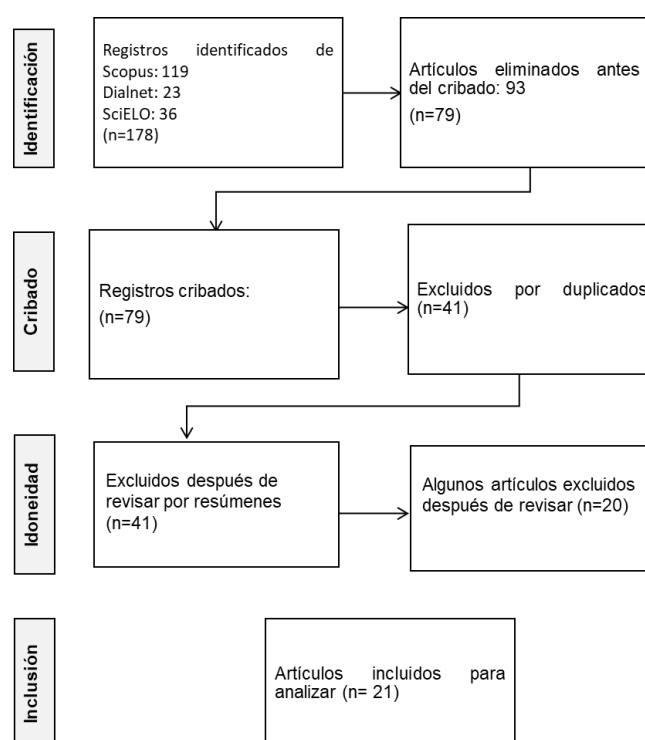 Identificación
Registros identificados de
Scopus: 119
Dialnet: 23
SciELO: 36
(n=178)
Artículos eliminados antes
del cribado: 93
(n=79)
Cribado
Registros cribados:
(n=79)
Excluidos por duplicados
(n=41)
Idoneidad
Excluidos después de
revisar por resúmenes
(n=41)
Algunos artículos excluidos
después de revisar (n=20)
Inclusión
Artículos incluidos para
analizar (n= 21)